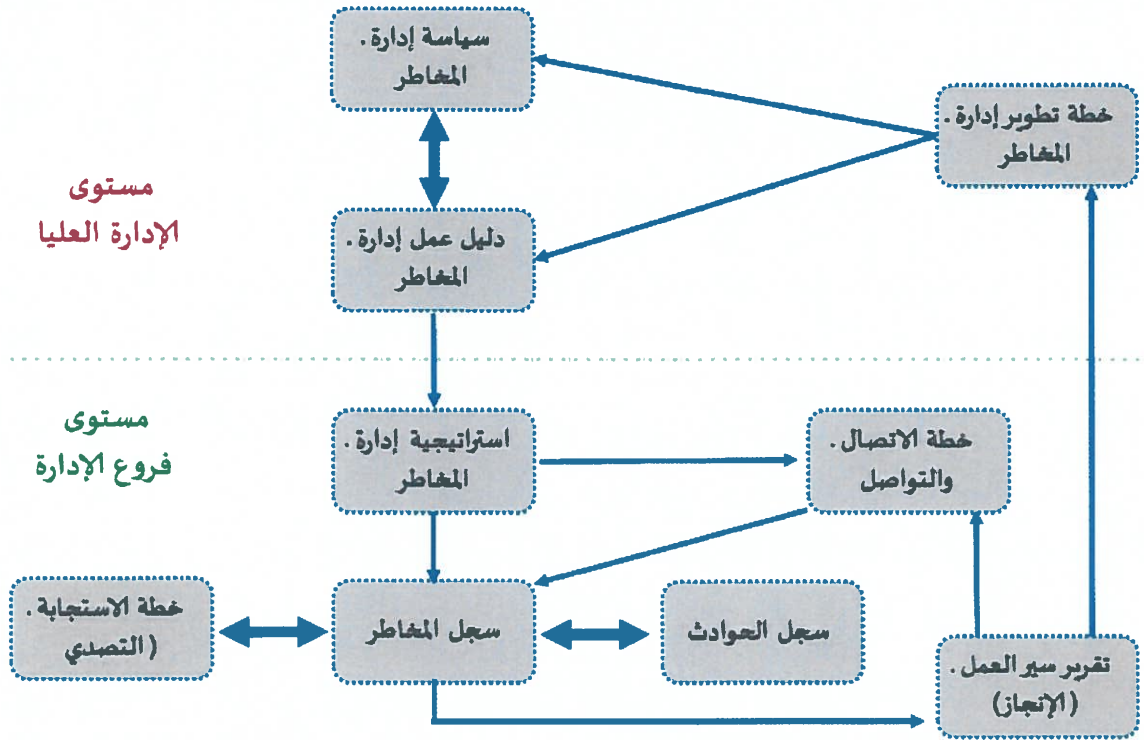 سياسة إدارة .
المخاطر
خطة تطوير إدارة .
المخاطر
مستوى
الإدارة العليا
دليل عمل إدارة .
المخاطر
مستوى
فروع الإدارة
استراتيجية إدارة .
المخاطر
خطة الاتصال .
والتواصل
خطة الاستجابة .
(التصدي
سجل المخاطر
سجل الحوادث
تقرير سير العمل .
(الإنجاز)